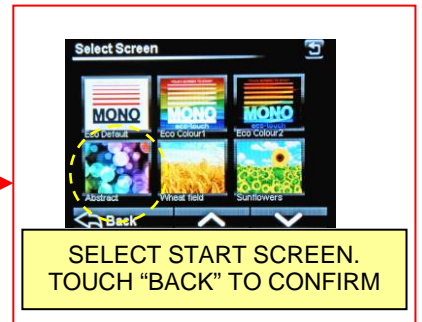 Select Screen
MONO
MONO
eco-touch
MONO
eco-touch
Eco Default
Eco Colour1
Eco Colour2
Abstract
Wheat field
Sunflowers
Back
SELECT START SCREEN.
TOUCH “BACK” TO CONFIRM